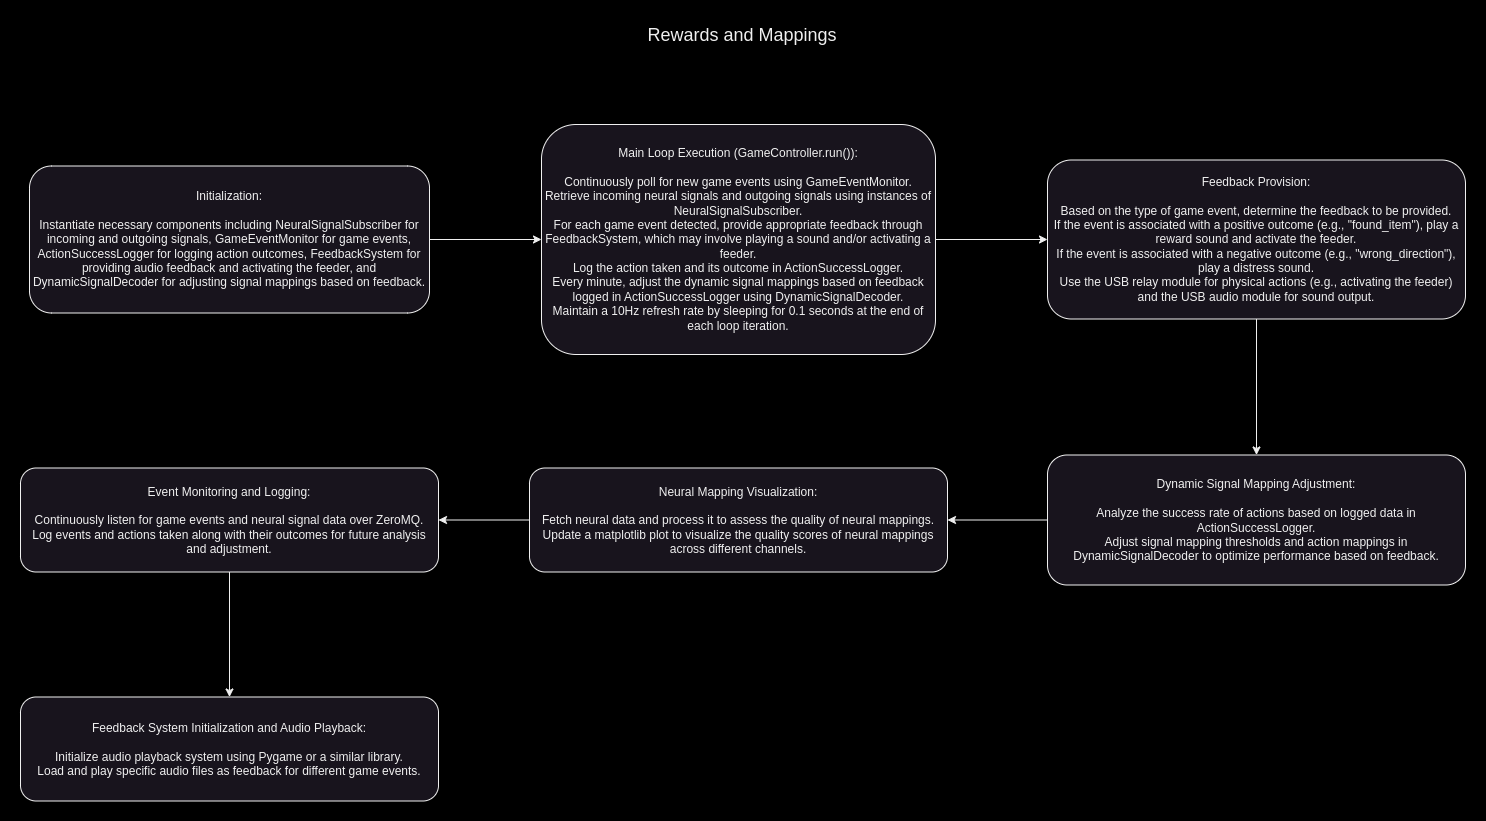 Rewards and Mappings
Initialization:
Instantiate necessary components including NeuralSignalSubscriber for
incoming and outgoing signals, GameEventMonitor for game events,
ActionSuccessLogger for logging action outcomes, FeedbackSystem for
providing audio feedback and activating the feeder, and
DynamicSignalDecoder for adjusting signal mappings based on feedback.
Main Loop Execution (GameController.run()):
Continuously poll for new game events using GameEventMonitor.
Retrieve incoming neural signals and outgoing signals using instances of
NeuralSignalSubscriber.
For each game event detected, provide appropriate feedback through
FeedbackSystem, which may involve playing a sound and/or activating a
feeder.
Log the action taken and its outcome in ActionSuccessLogger.
Every minute, adjust the dynamic signal mappings based on feedback
logged in ActionSuccessLogger using DynamicSignalDecoder.
Maintain a 10Hz refresh rate by sleeping for 0.1 seconds at the end of
each loop iteration.
Feedback Provision:
Based on the type of game event, determine the feedback to be provided.
If the event is associated with a positive outcome (e.g., "found_item"), play a
reward sound and activate the feeder.
If the event is associated with a negative outcome (e.g., "wrong_direction"),
play a distress sound.
Use the USB relay module for physical actions (e.g., activating the feeder)
and the USB audio module for sound output.
Dynamic Signal Mapping Adjustment:
Analyze the success rate of actions based on logged data in
ActionSuccessLogger.
Adjust signal mapping thresholds and action mappings in
DynamicSignalDecoder to optimize performance based on feedback.
Neural Mapping Visualization:
Fetch neural data and process it to assess the quality of neural mappings.
Update a matplotlib plot to visualize the quality scores of neural mappings
across different channels.
Event Monitoring and Logging:
Continuously listen for game events and neural signal data over ZeroMQ.
Log events and actions taken along with their outcomes for future analysis
and adjustment.
Feedback System Initialization and Audio Playback:
Initialize audio playback system using Pygame or a similar library.
Load and play specific audio files as feedback for different game events.